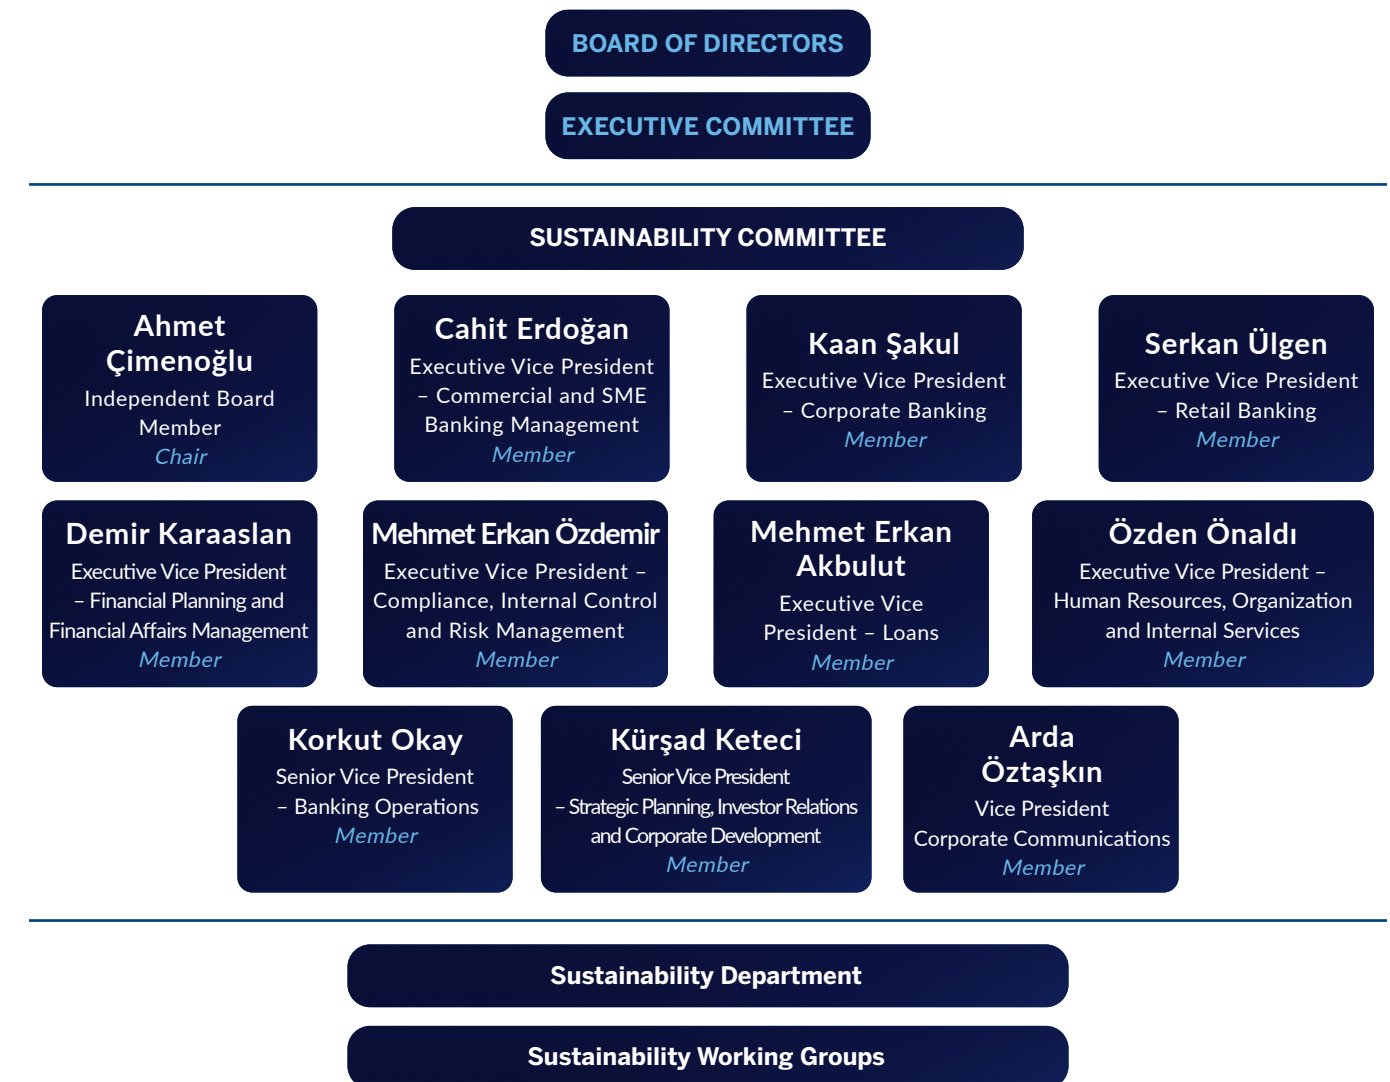 BOARD OF DIRECTORS
EXECUTIVE COMMITTEE
SUSTAINABILITY COMMITTEE
Ahmet
Çimenoğlu
Independent Board
Member
Chair
Cahit Erdoğan
Executive Vice President
– Commercial and SME
Banking Management
Member
Kaan Şakul
Executive Vice President
– Corporate Banking
Member
Serkan Ülgen
Executive Vice President
– Retail Banking
Member
Demir Karaaslan
Executive Vice President
– Financial Planning and
Financial Affairs Management
Member
Mehmet Erkan Özdemir
Executive Vice President –
Compliance, Internal Control
and Risk Management
Member
Mehmet Erkan
Akbulut
Executive Vice
President – Loans
Member
Özden Önaldı
Executive Vice President –
Human Resources, Organization
and Internal Services
Member
Korkut Okay
Senior Vice President
– Banking Operations
Member
Kürşad Keteci
Senior Vice President
– Strategic Planning, Investor Relations
and Corporate Development
Member
Arda
Öztaşkın
Vice President
Corporate Communications
Member
Sustainability Department
Sustainability Working Groups